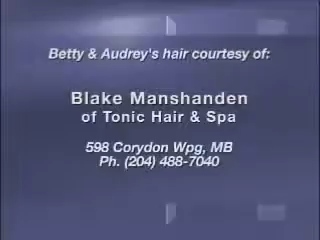 Betty & Audrey's hair courtesy of:
Blake Manshanden
of Tonic Hair & Spa
598 Corydon Wpg, MB
Ph. (204) 488-7040